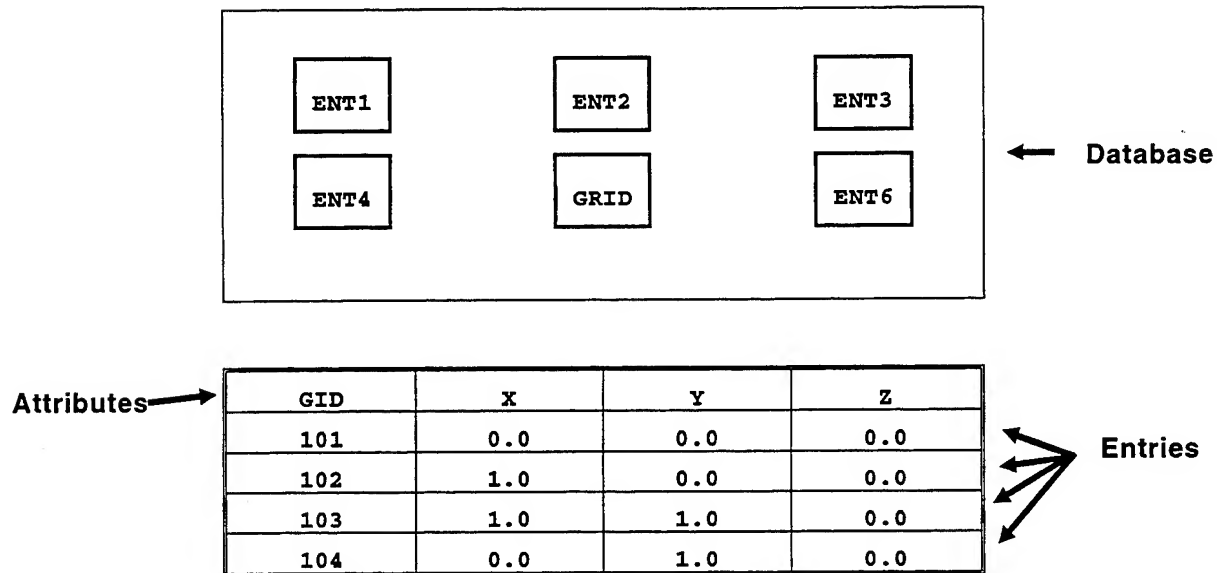 ENT1 ENT2 ENT3
Database
ENT4 GRID ENT6
Attributes GID X Y Z
101 0.0 0.0 0.0
Entries
102 1.0 0.0 0.0
103 1.0 1.0 0.0
104 0.0 1.0 0.0